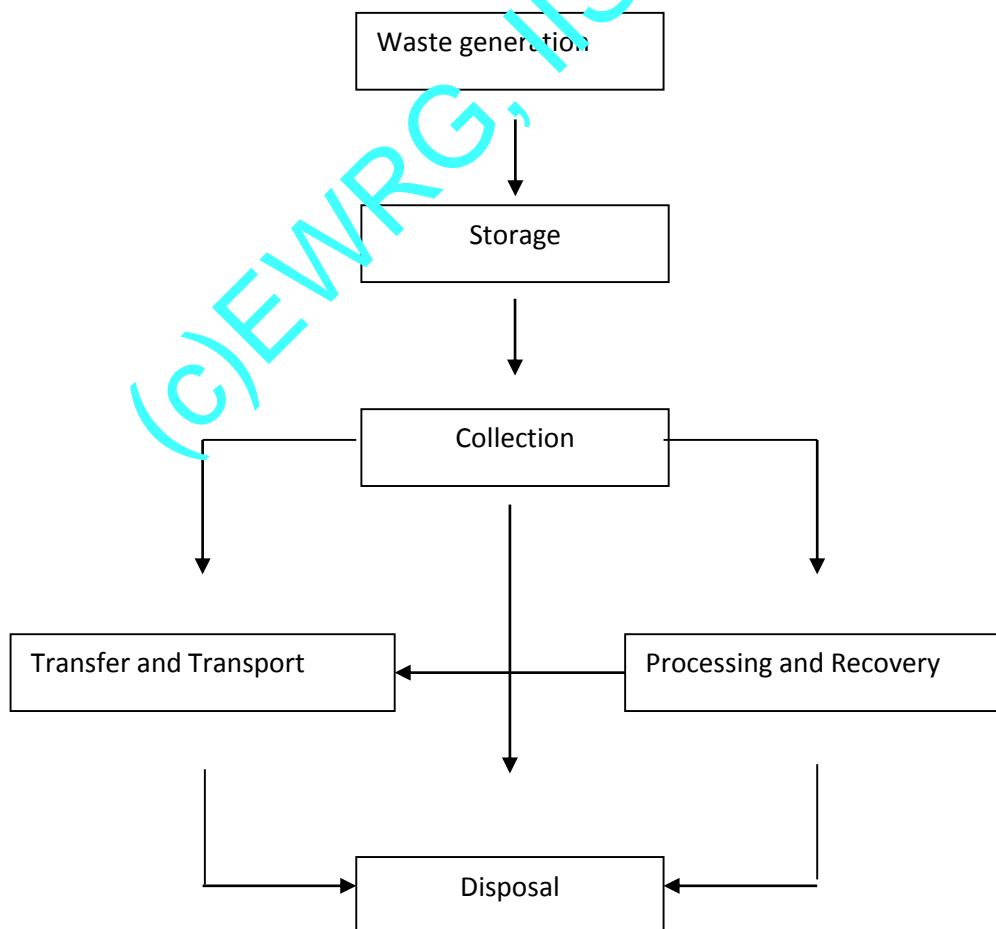 Waste generation
(c)EWRG,
Storage
Collection
Transfer and Transport
Processing and Recovery
Disposal